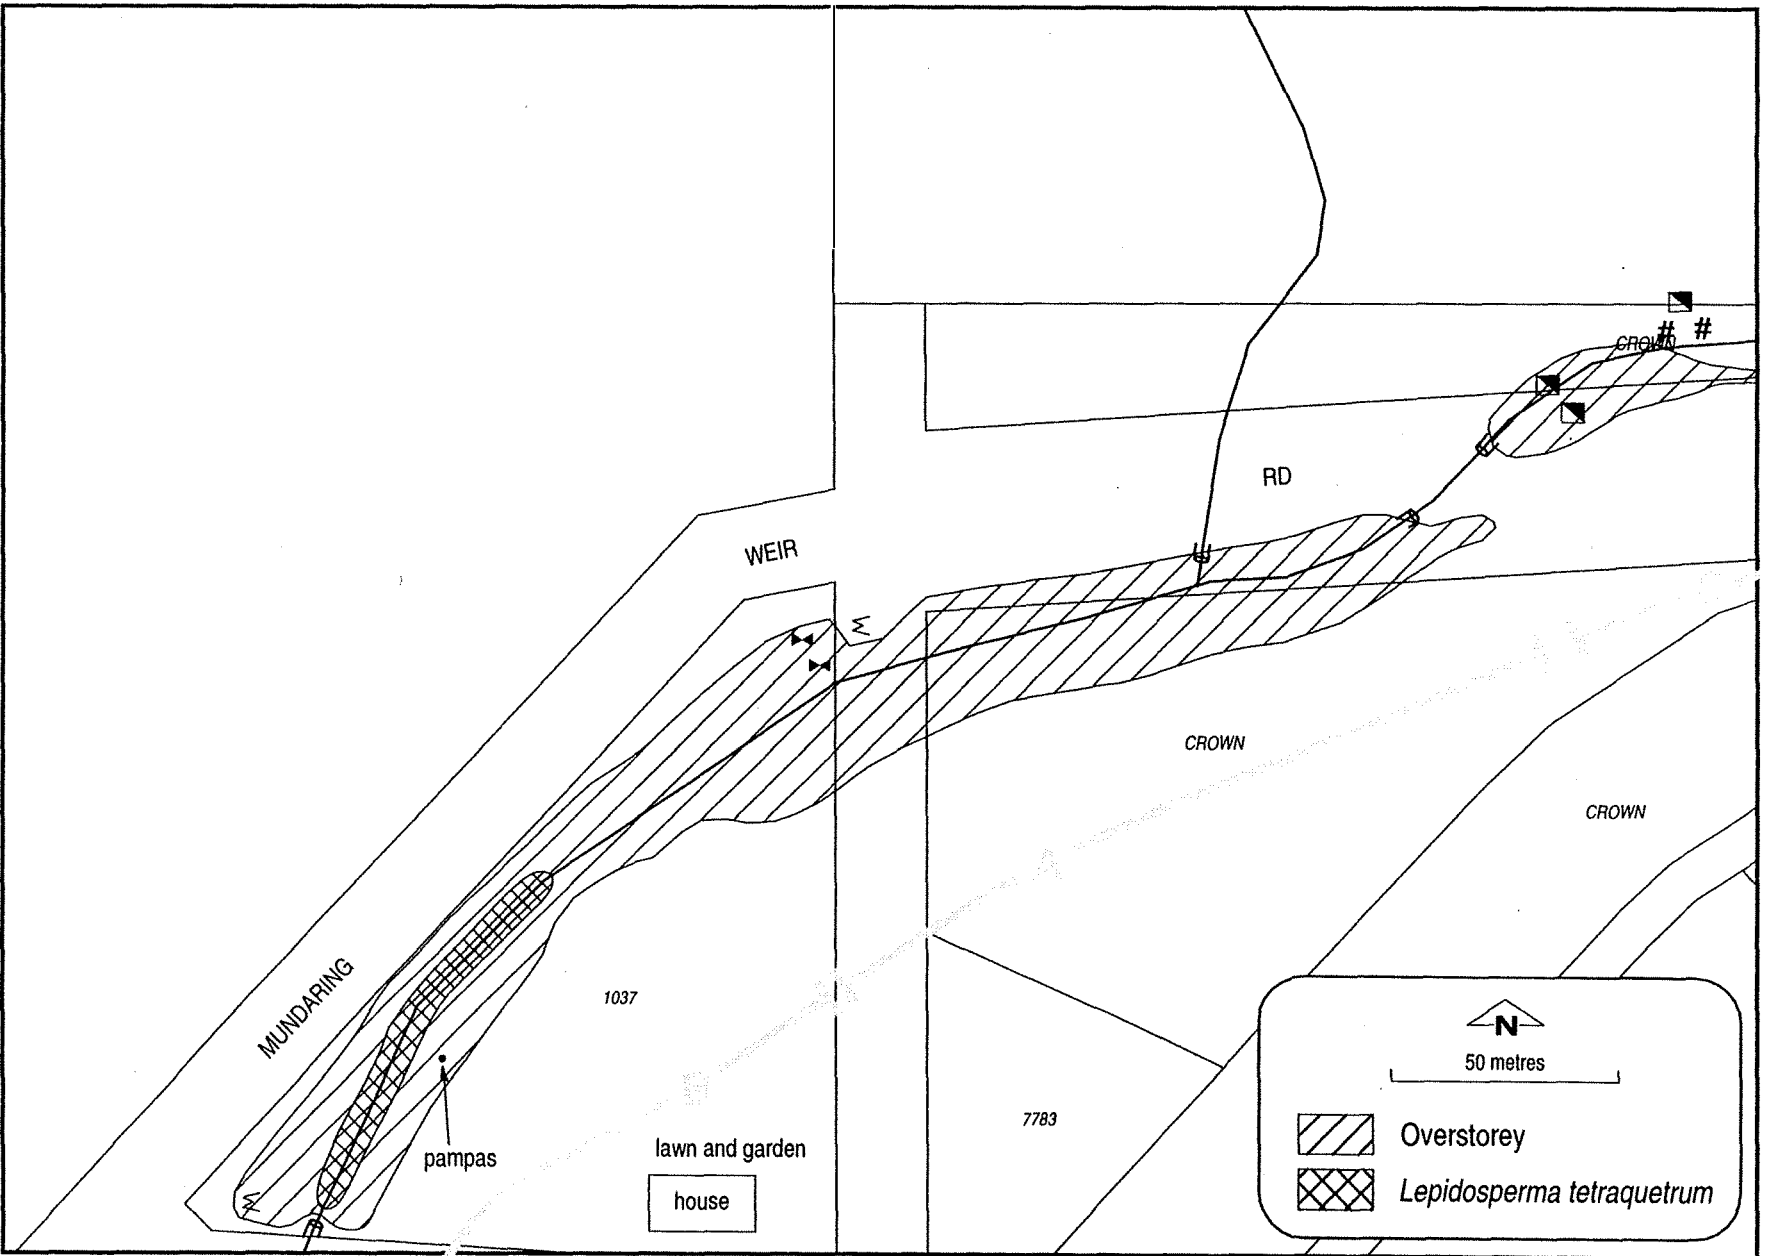 CROWN
# #
RD
WEIR
W
CROWN
CROWN
MUNDARING
1037
N
50 metres
7783
Overstorey
lawn and garden
pampas
Lepidosperma tetraquetrum
house
W